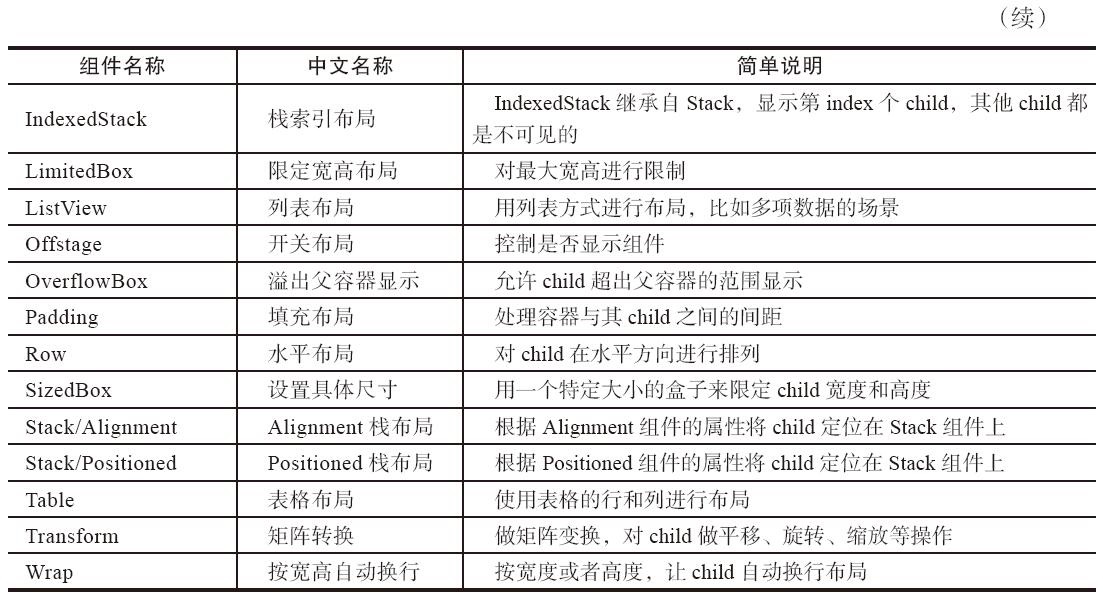 （续）
组件名称 中文名称 简单说明
IndexedStack 栈索引布局 IndexedStack 继承自 Stack，显示第 index 个 child，其他 child 都
是不可见的
LimitedBox 限定宽高布局 对最大宽高进行限制
ListView 列表布局 用列表方式进行布局，比如多项数据的场景
Offstage 开关布局 控制是否显示组件
OverflowBox 溢出父容器显示 允许 child 超出父容器的范围显示
Padding 填充布局 处理容器与其 child 之间的间距
Row 水平布局 对 child 在水平方向进行排列
SizedBox 设置具体尺寸 用一个特定大小的盒子来限定 child 宽度和高度
Stack/Alignment Alignment 栈布局 根据 Alignment 组件的属性将 child 定位在 Stack 组件上
Stack/Positioned Positioned 栈布局 根据 Positioned 组件的属性将 child 定位在 Stack 组件上
Table 表格布局 使用表格的行和列进行布局
Transform 矩阵转换 做矩阵变换，对 child 做平移、旋转、缩放等操作
Wrap 按宽高自动换行 按宽度或者高度，让 child 自动换行布局